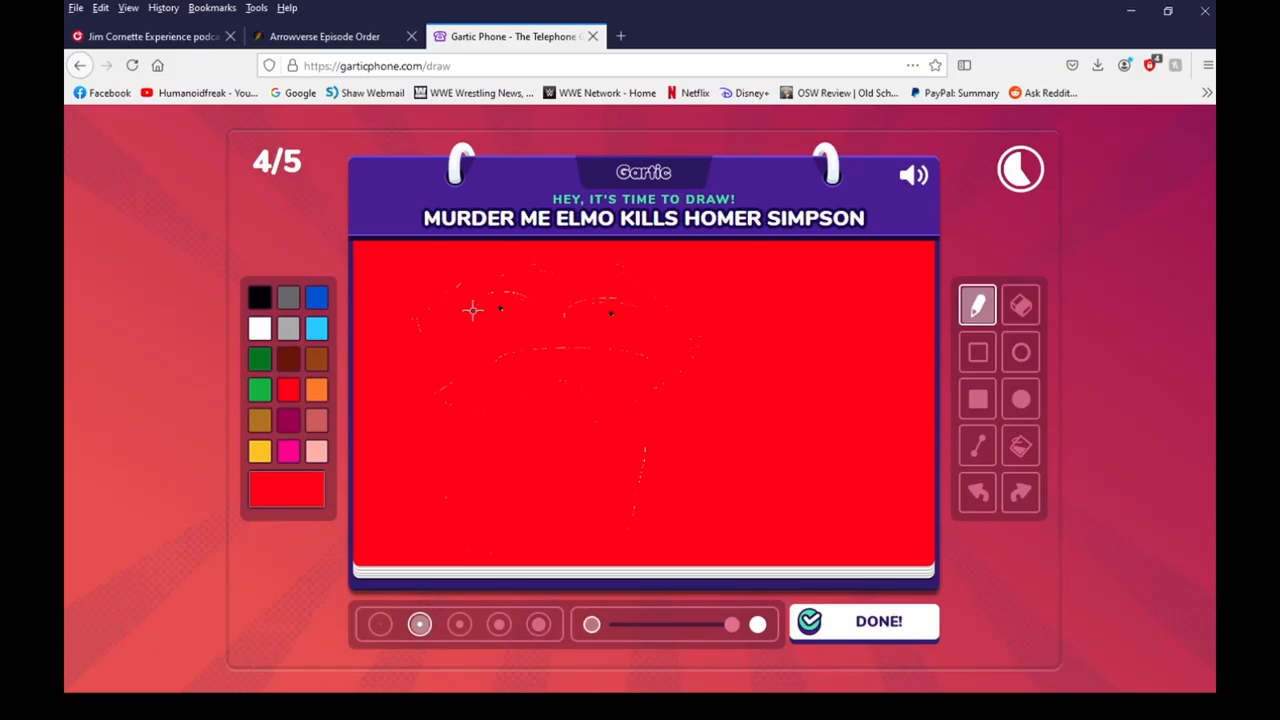 File Edit View History Bookmarks Tools Help
Jim Cornette Experience podca Arrowverse Episode Order Gartic Phone - The Telephone G
https://garticphone.com/draw
Facebook Humanoidfreak - You... Google Shaw Webmail WWE Wrestling News, ... WWE Network - Home Netflix Disney+ OSW Review | Old Sch... PayPal: Summary Ask Reddit...
4/5
Gartic
HEY, IT'S TIME TO DRAW!
MURDER ME ELMO KILLS HOMER SIMPSON
DONE!